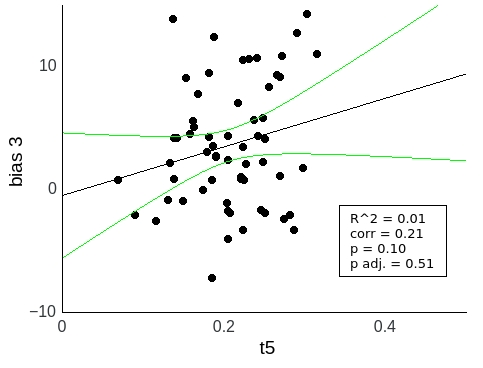 10
0
−10
bias 3
R^2 = 0.01
corr = 0.21
p = 0.10
p adj. = 0.51
0
0.2
0.4
t5